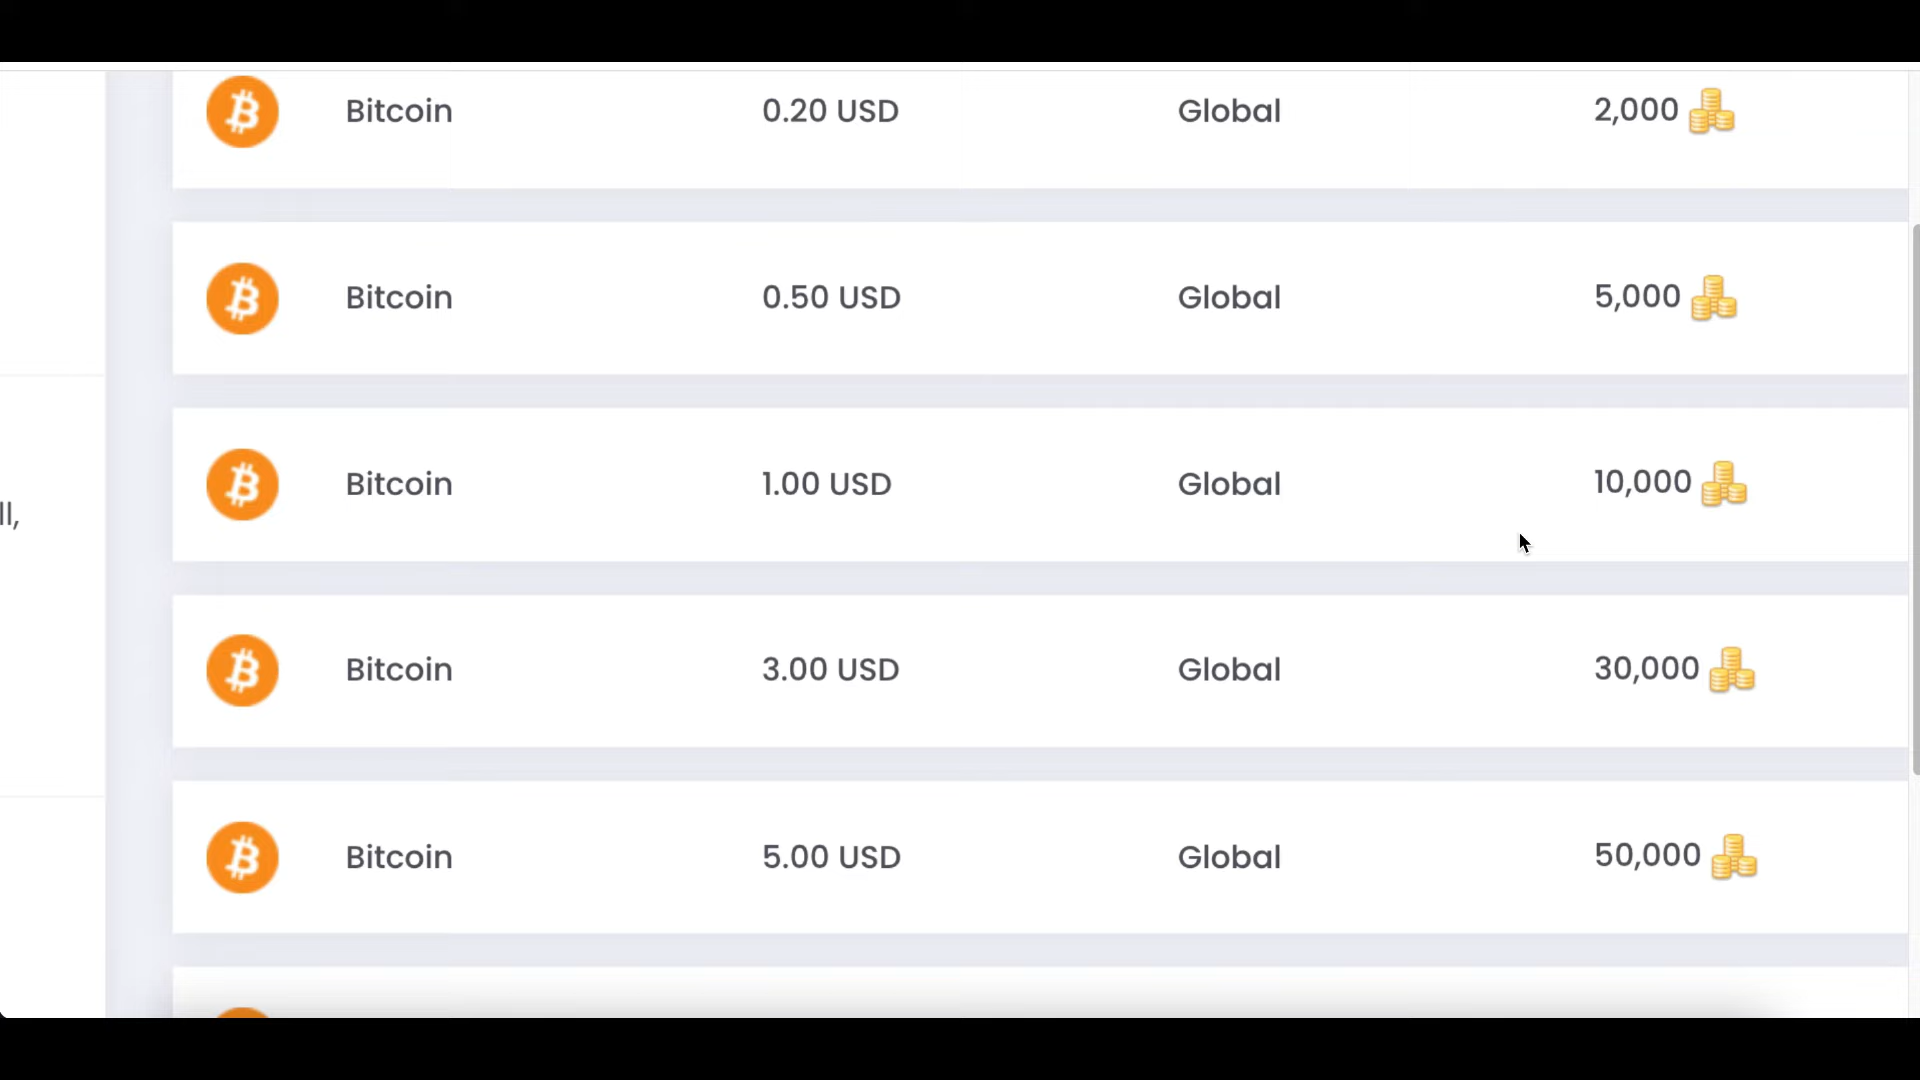 Bitcoin 0.20 USD Global 2,000
Bitcoin 0.50 USD Global 5,000
Bitcoin 1.00 USD Global 10,000
ll,
Bitcoin 3.00 USD Global 30,000
Bitcoin 5.00 USD Global 50,000